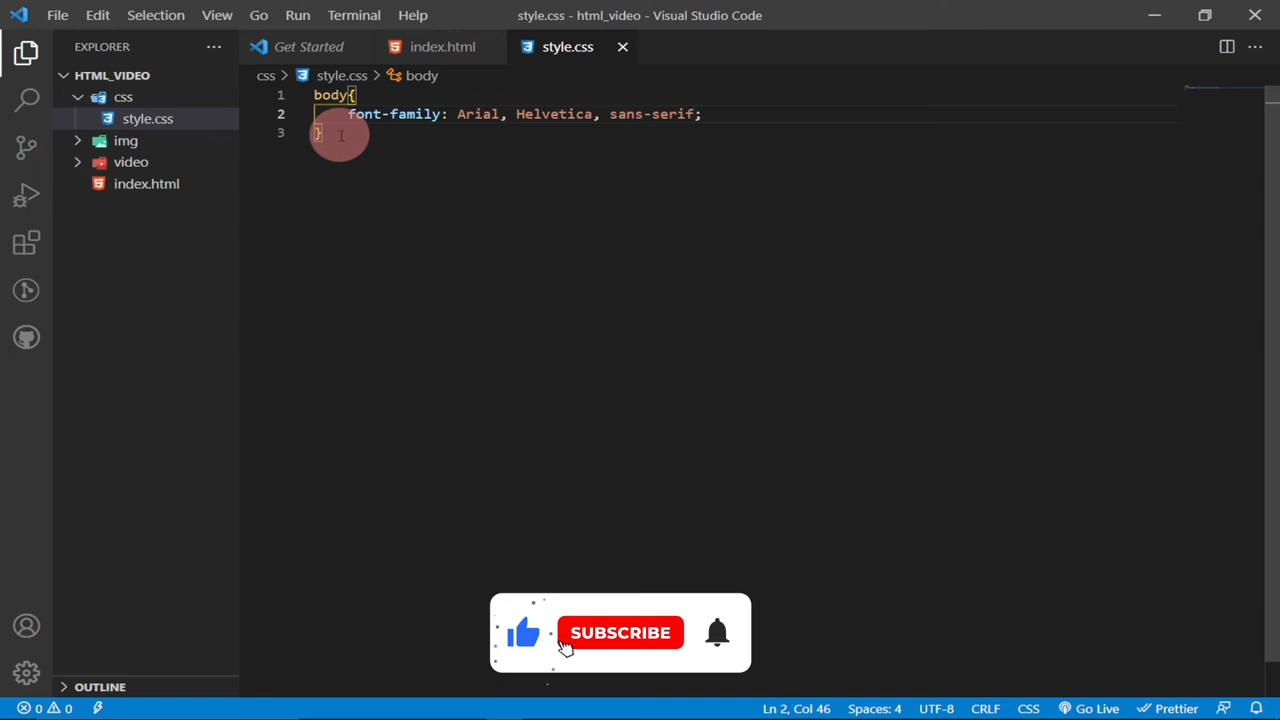 File Edit Selection View Go Run Terminal Help style.css - html_video - Visual Studio Code
EXPLORER
Get Started index.html style.css
HTML_VIDEO
css
style.css
img
video
index.html
css > style.css > body
1 body{
2 font-family: Arial, Helvetica, sans-serif;
3 }
SUBSCRIBE
OUTLINE
0 0 Ln 2, Col 46 Spaces: 4 UTF-8 CRLF CSS Go Live Prettier